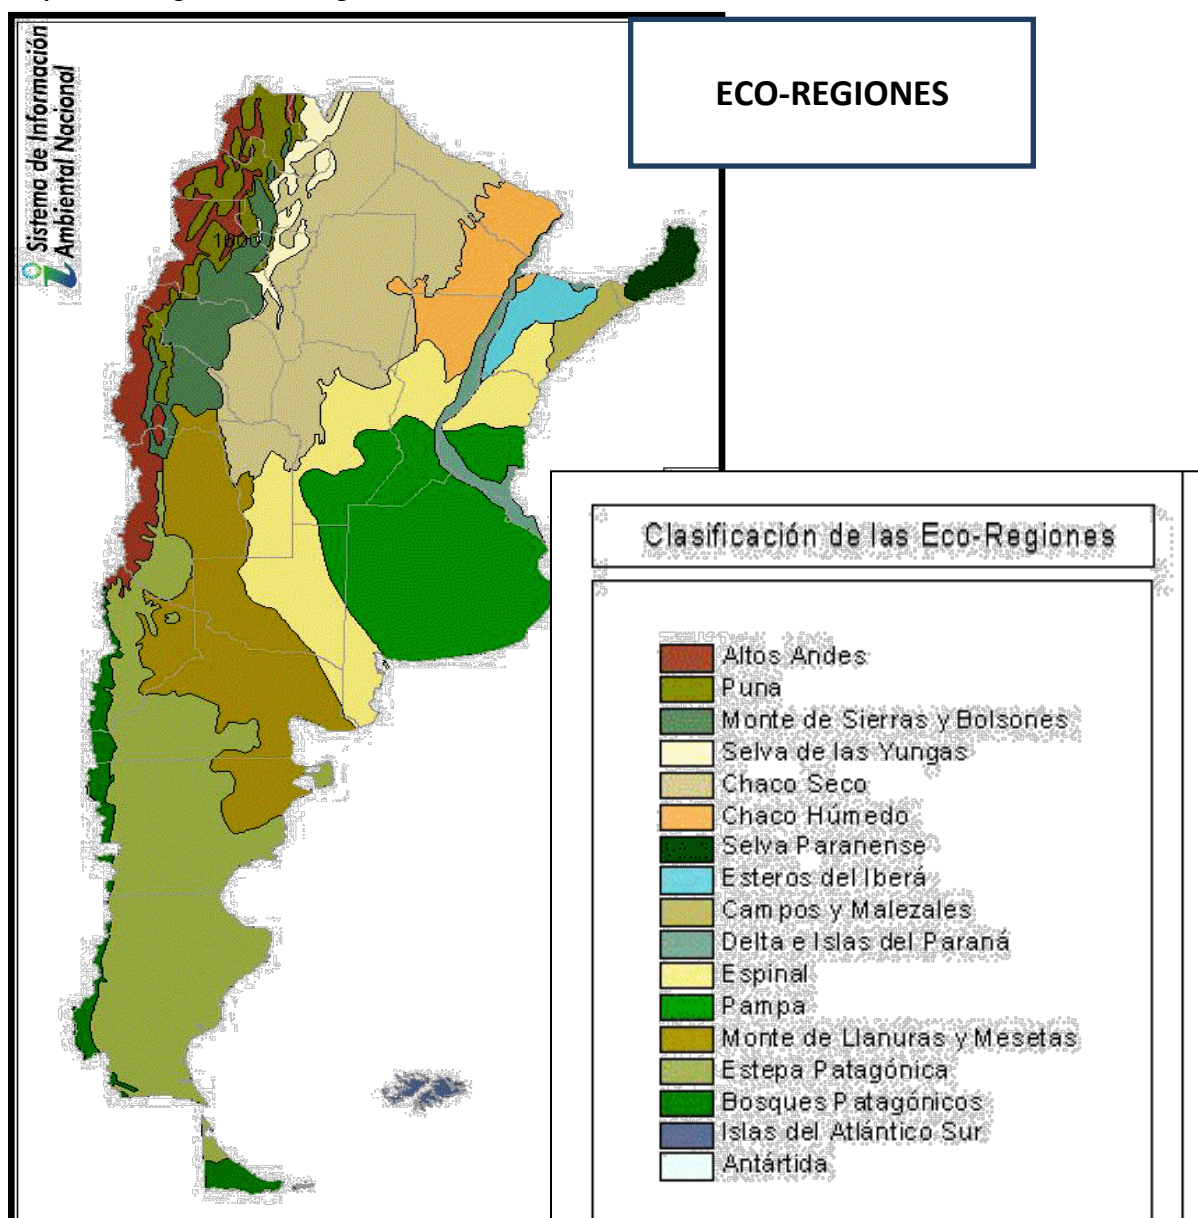 ECO-REGIONES
Sistema de Información
Ambiental Nacional
Clasificación de las Eco-Regiones
Altos Andes
Puna
Monte de Sierras y Bolsones
Selva de las Yungas
Chaco Seco
Chaco Húmedo
Selva Paranense
Esteros del Iberá
Campos y Malezales
Delta e Islas del Paraná
Espinal
Pampa
Monte de Llanuras y Mesetas
Estepa Patagónica
Bosques Patagónicos
Islas del Atlántico Sur
Antártida